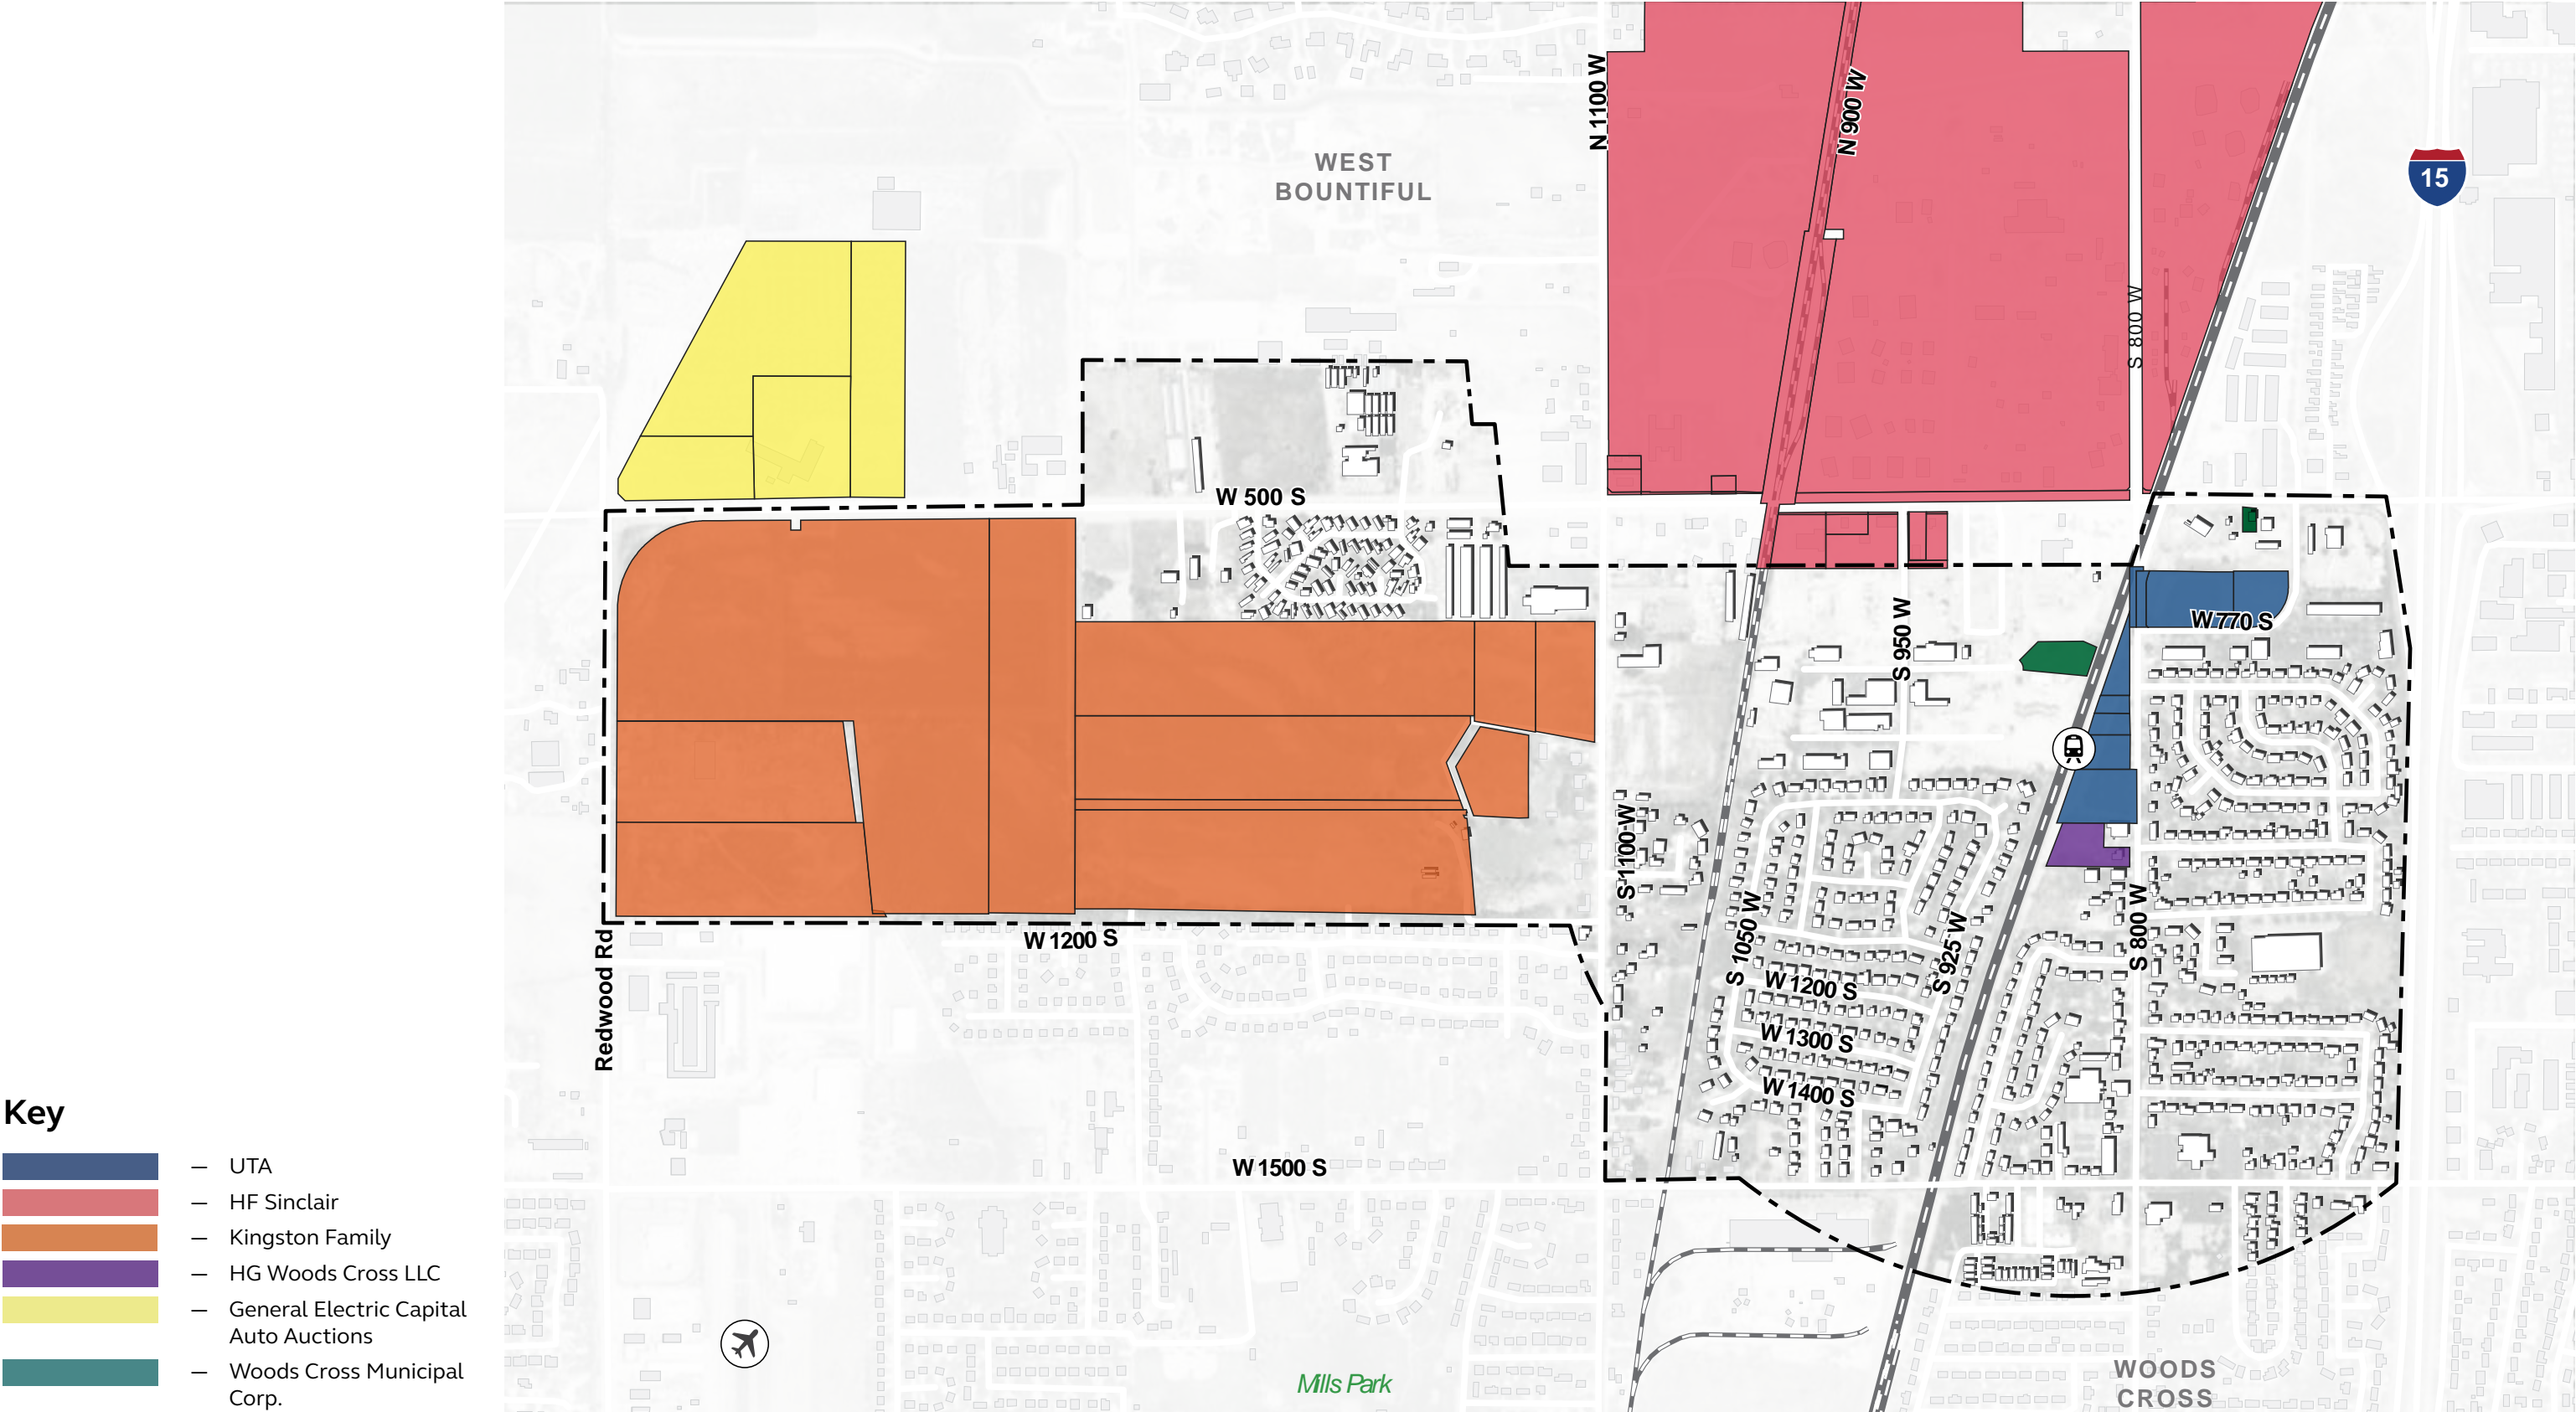 N 1100 W
N 900 W
WEST
BOUNTIFUL
15
S 800 W
W 500 S
W 770 S
S 950 W
S 1100 W
S 1050 W
S 925 W
S 800 W
W 1200 S
Redwood Rd
W 1200 S
W 1300 S
W 1400 S
W 1500 S
Mills Park
WOODS
CROSS
Key
– UTA
– HF Sinclair
– Kingston Family
– HG Woods Cross LLC
– General Electric Capital
Auto Auctions
– Woods Cross Municipal
Corp.